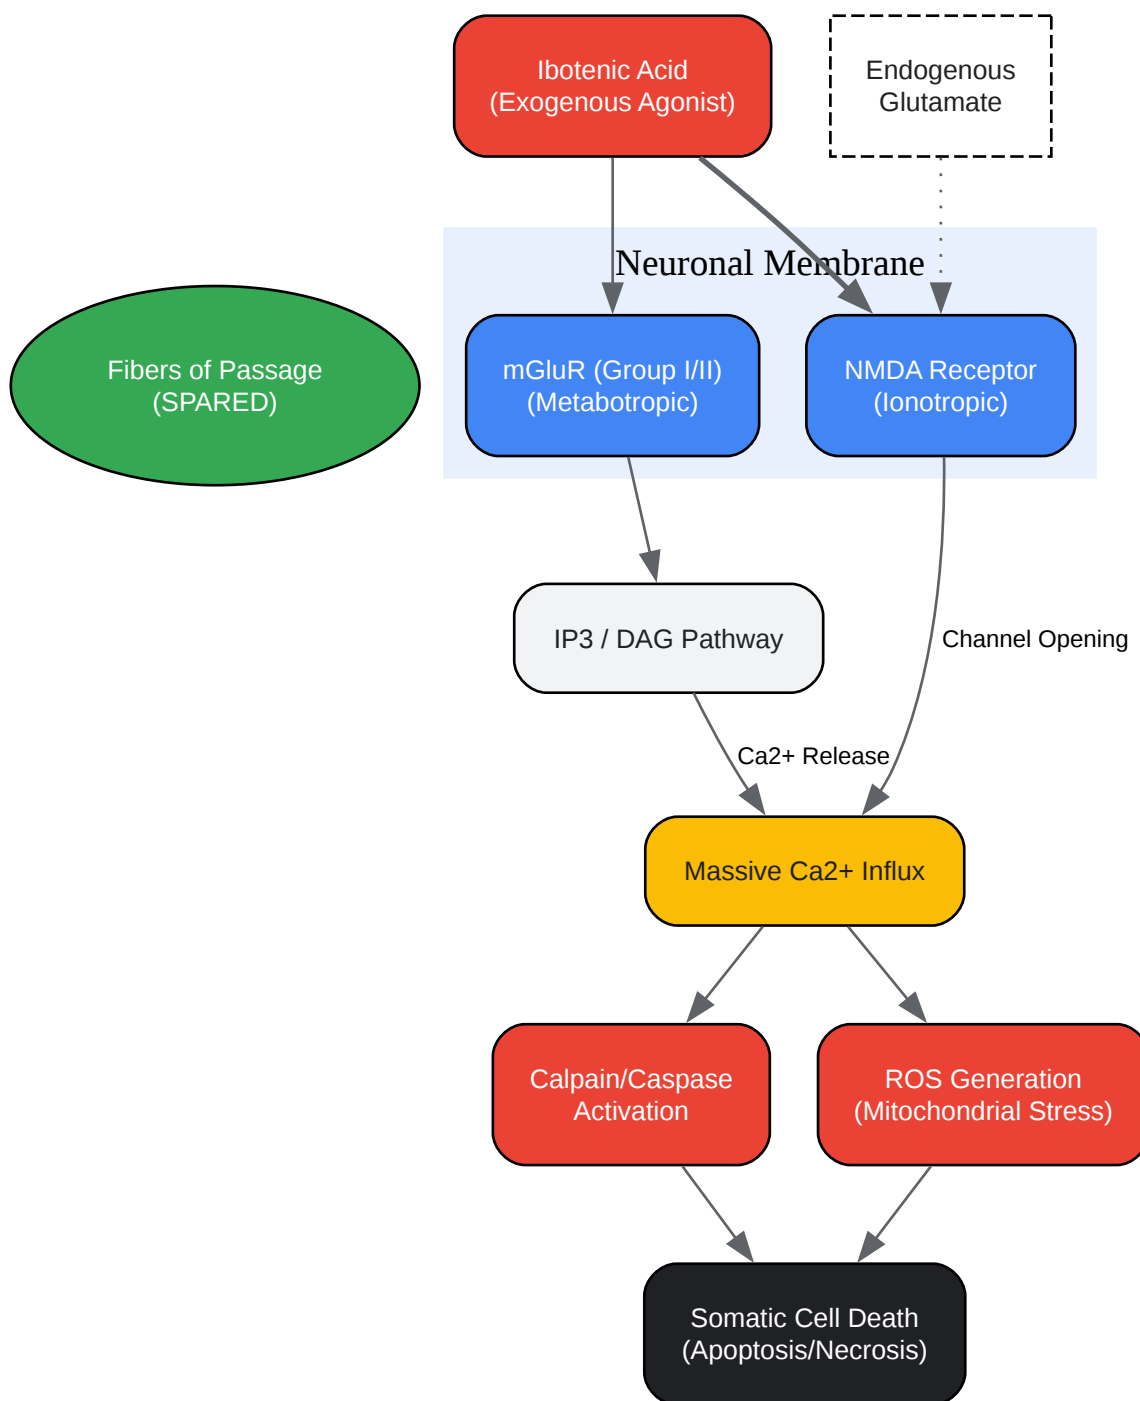 Ibotenic Acid
(Exogenous Agonist)
Endogenous
Glutamate
Neuronal Membrane
Fibers of Passage
(SPARED)
mGluR (Group I/II)
(Metabotropic)
NMDA Receptor
(Ionotropic)
IP3 / DAG Pathway
Channel Opening
Ca2+ Release
Massive Ca2+ Influx
Calpain/Caspase
Activation
ROS Generation
(Mitochondrial Stress)
Somatic Cell Death
(Apoptosis/Necrosis)